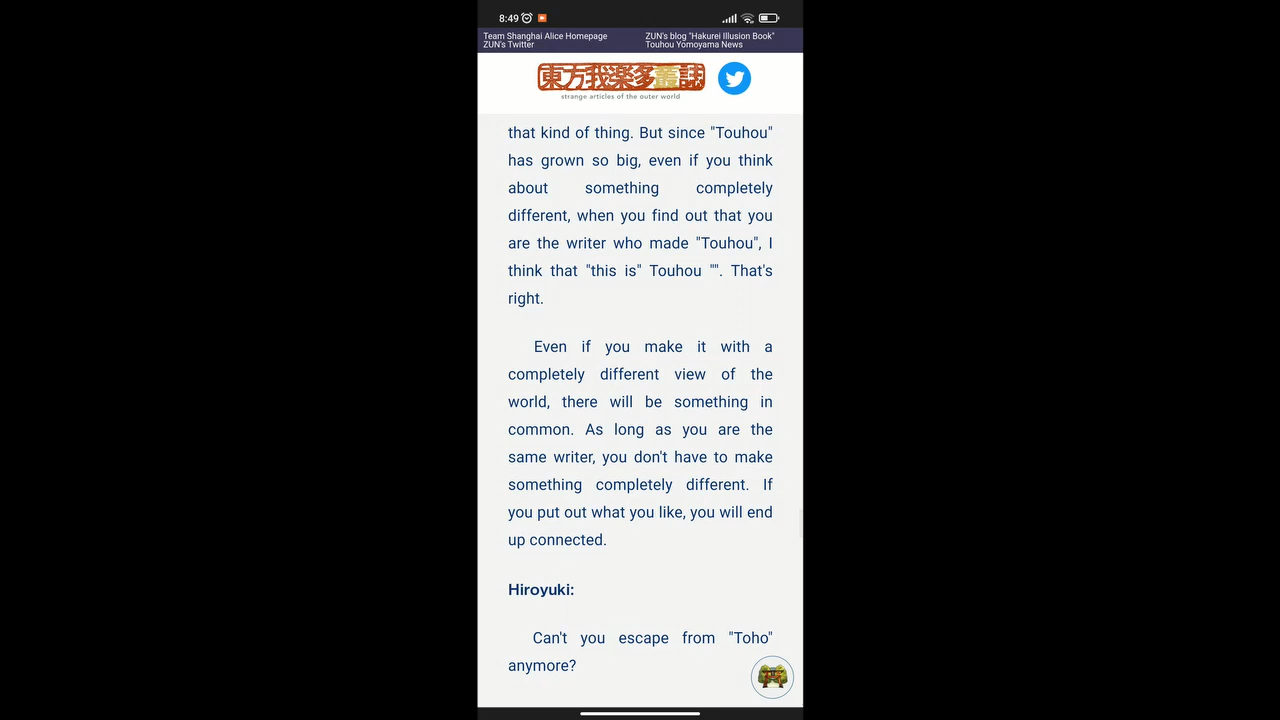 8:49
Team Shanghai Alice Homepage
ZUN's blog "Hakurei Illusion Book"
ZUN's Twitter
Touhou Yomoyama News
東方我楽多叢誌
strange articles of the outer world
that kind of thing. But since "Touhou"
has grown so big, even if you think
about something completely
different, when you find out that you
are the writer who made "Touhou", I
think that "this is" Touhou "". That's
right.
Even if you make it with a
completely different view of the
world, there will be something in
common. As long as you are the
same writer, you don't have to make
something completely different. If
you put out what you like, you will end
up connected.
Hiroyuki:
Can't you escape from "Toho"
anymore?